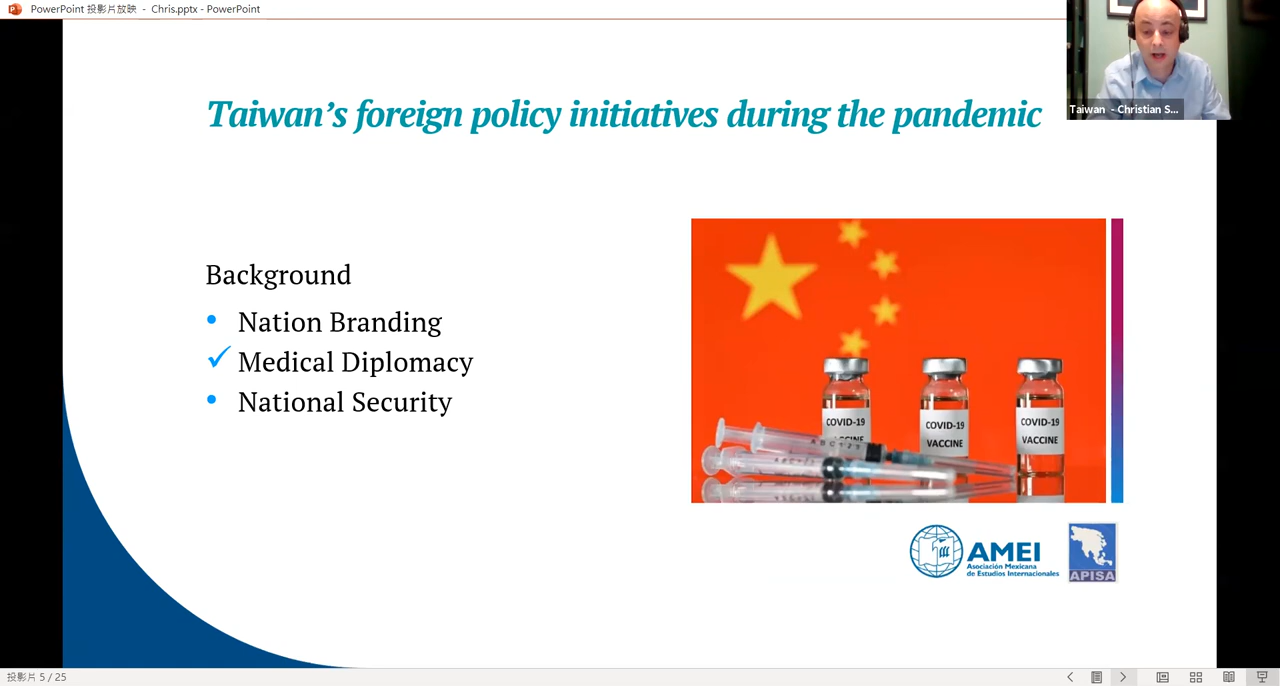 PowerPoint 投影片放映 - Chris.pptx - PowerPoint
Taiwan - Christian S...
Taiwan's foreign policy initiatives during the pandemic
Background
• Nation Branding
✓ Medical Diplomacy
• National Security
COVID-19
VACCINE
COVID-19
VACCINE
COVID-19
VACCINE
AMEI
Asociación Mexicana
de Estudios Internacionales
APISA
投影片 5 / 25